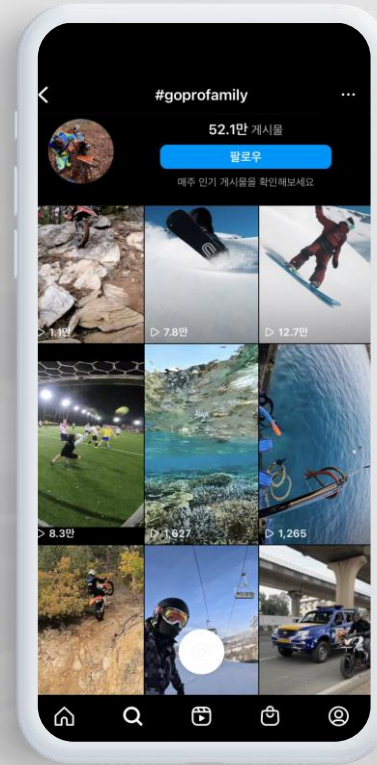 #goprofamily
52.1만 게시물
팔로우
매주 인기 게시물을 확인해보세요
1.1만
7.8만
12.7만
8.3만
1,627
1,265